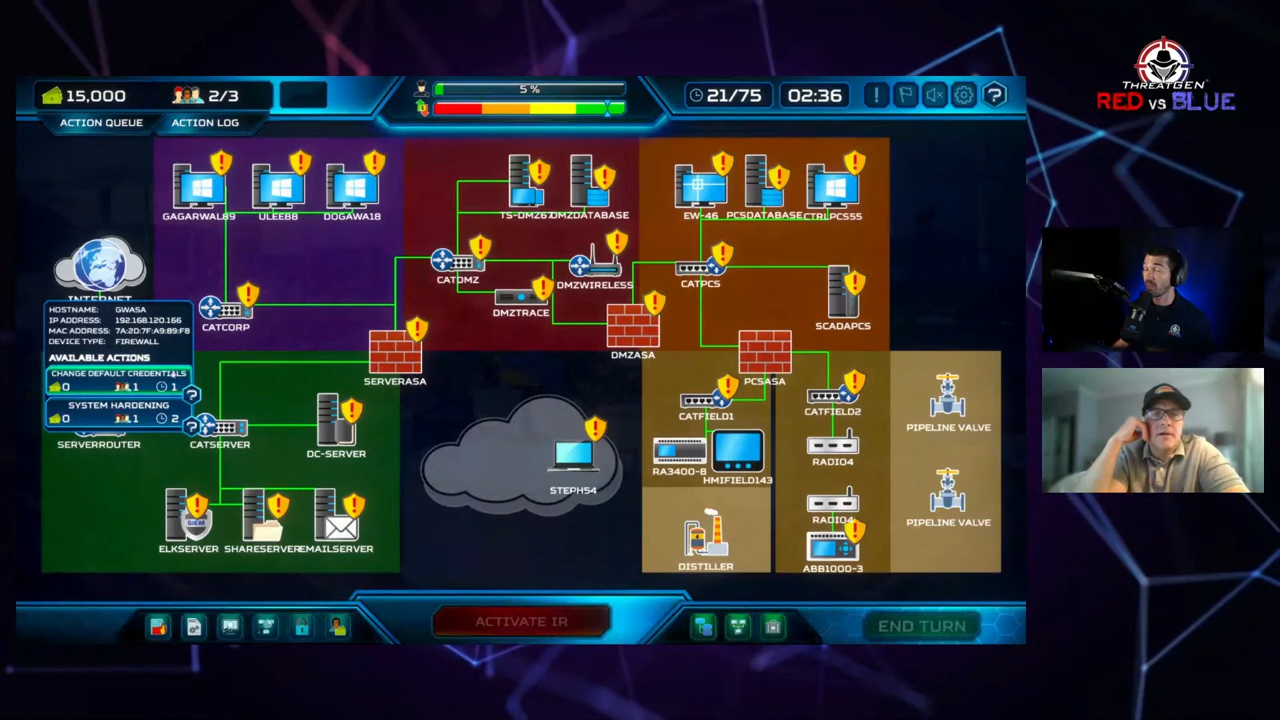 15,000
2/3
5 %
21/75
02:36
!
?
ACTION QUEUE
ACTION LOG
THREATGEN
RED vs BLUE
GAGARWAL89
ULEE88
DOGAWA18
DMZDATABASE
EW-46
PCSDATABASE
CTRLPCS55
INTERNET
CATCORP
CATDMZ
DMZWIRELESS
DMZTRACE
CATPCS
SCADAPCS
DMZASA
SERVERASA
PCSASA
HOSTNAME: GWASA
IP ADDRESS: 192.168.120.166
MAC ADDRESS: 7A:2D:7F:A9:89:F8
DEVICE TYPE: FIREWALL
AVAILABLE ACTIONS
CHANGE DEFAULT CREDENTIALS
0 1 1
?
SYSTEM HARDENING
0 1 2
?
SERVERROUTER
CATSERVER
DC-SERVER
ELKSERVER
SIEM
SHARESERVER
EMAILSERVER
STEPH54
CATFIELD1
CATFIELD2
RA3400-8
HMIFIELD143
RADIO4
RADIO4
ABB1000-3
DISTILLER
PIPELINE VALVE
PIPELINE VALVE
ACTIVATE IR
END TURN